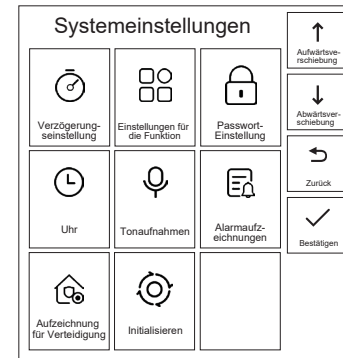 Systemeinstellungen
Aufwärtsve-
rschiebung
Abwärtsver-
schiebung
Zurück
Bestätigen
Verzögerung-
seinstellung
Einstellungen für
die Funktion
Passwort-
Einstellung
Uhr
Tonaufnahmen
Alarmaufz-
eichnungen
Aufzeichnung
für Verteidigung
Initialisieren